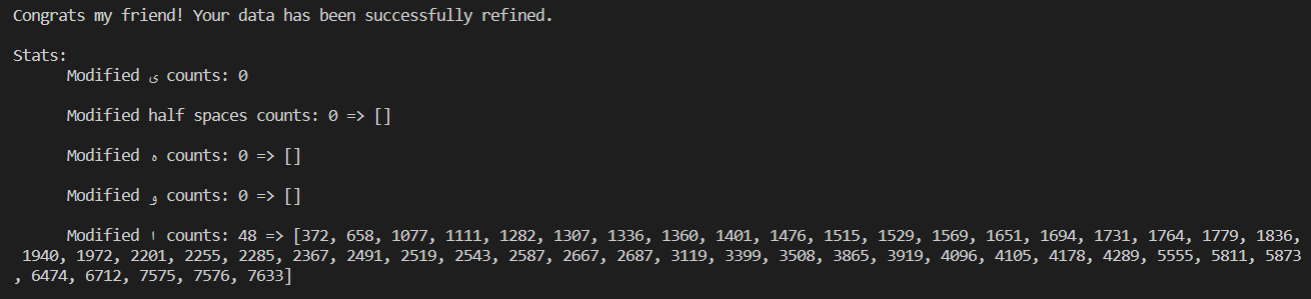 Congrats my friend! Your data has been successfully refined.
Stats:
Modified ی counts: 0
Modified half spaces counts: 0 => []
Modified ه counts: 0 => []
Modified و counts: 0 => []
Modified ا counts: 48 => [372, 658, 1077, 1111, 1282, 1307, 1336, 1360, 1401, 1476, 1515, 1529, 1569, 1651, 1694, 1731, 1764, 1779, 1836,
1940, 1972, 2201, 2255, 2285, 2367, 2491, 2519, 2543, 2587, 2667, 2687, 3119, 3399, 3508, 3865, 3919, 4096, 4105, 4178, 4289, 5555, 5811, 5873
, 6474, 6712, 7575, 7576, 7633]